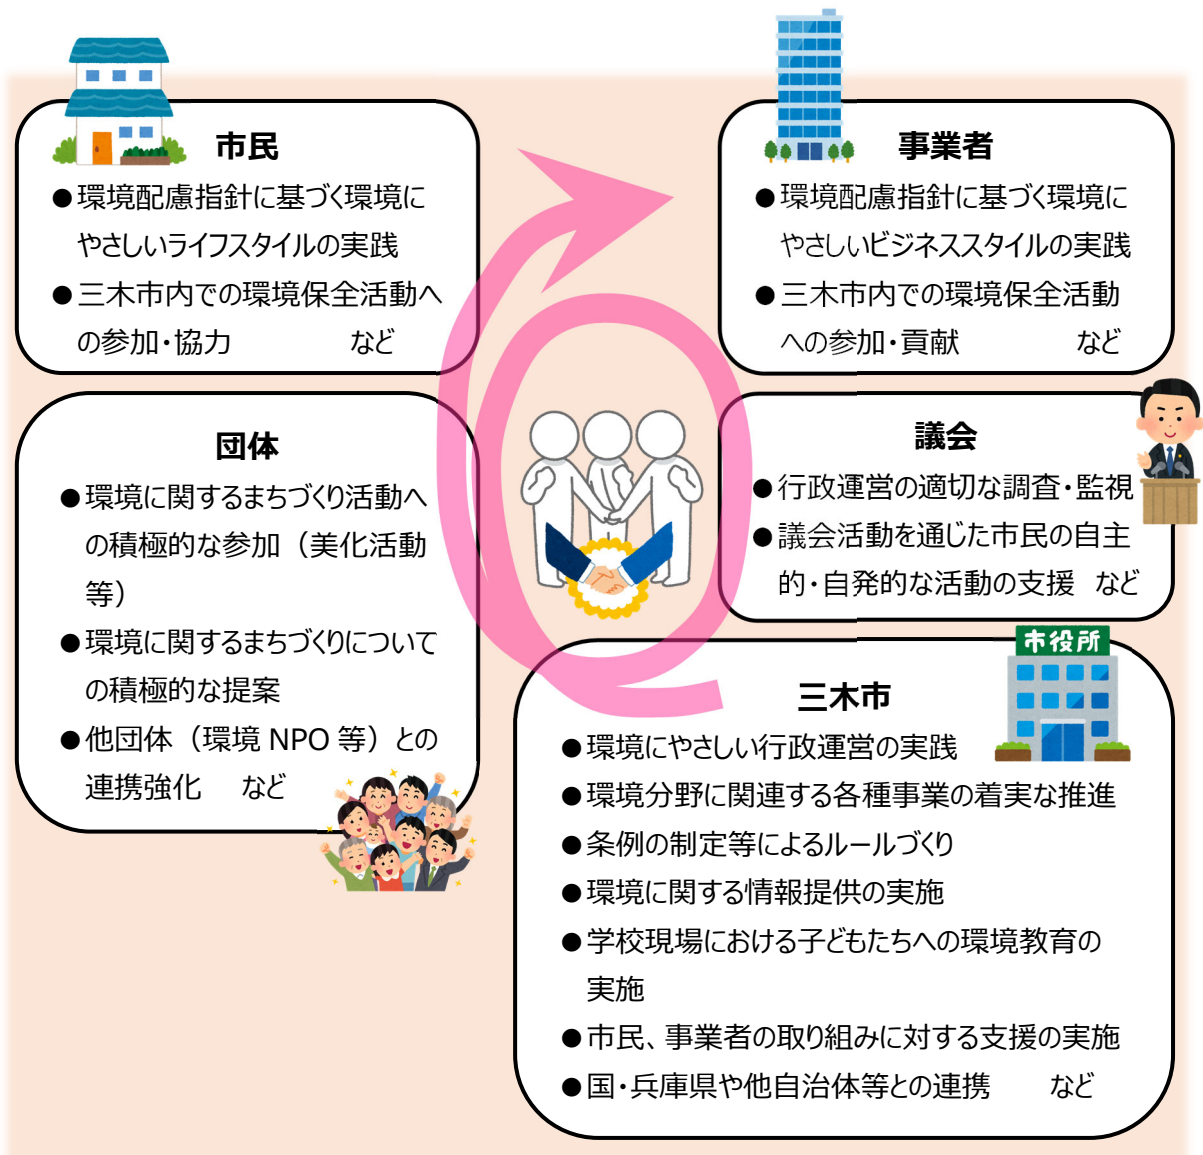 市民
●環境配慮指針に基づく環境に
やさしいライフスタイルの実践
●三木市内での環境保全活動へ
の参加・協力 など
事業者
●環境配慮指針に基づく環境に
やさしいビジネススタイルの実践
●三木市内での環境保全活動
への参加・貢献 など
団体
●環境に関するまちづくり活動へ
の積極的な参加（美化活動
等）
●環境に関するまちづくりについて
の積極的な提案
●他団体（環境 NPO 等）との
連携強化 など
議会
●行政運営の適切な調査・監視
●議会活動を通じた市民の自主
的・自発的な活動の支援 など
市役所
三木市
●環境にやさしい行政運営の実践
●環境分野に関連する各種事業の着実な推進
●条例の制定等によるルールづくり
●環境に関する情報提供の実施
●学校現場における子どもたちへの環境教育の
実施
●市民、事業者の取り組みに対する支援の実施
●国・兵庫県や他自治体等との連携 など